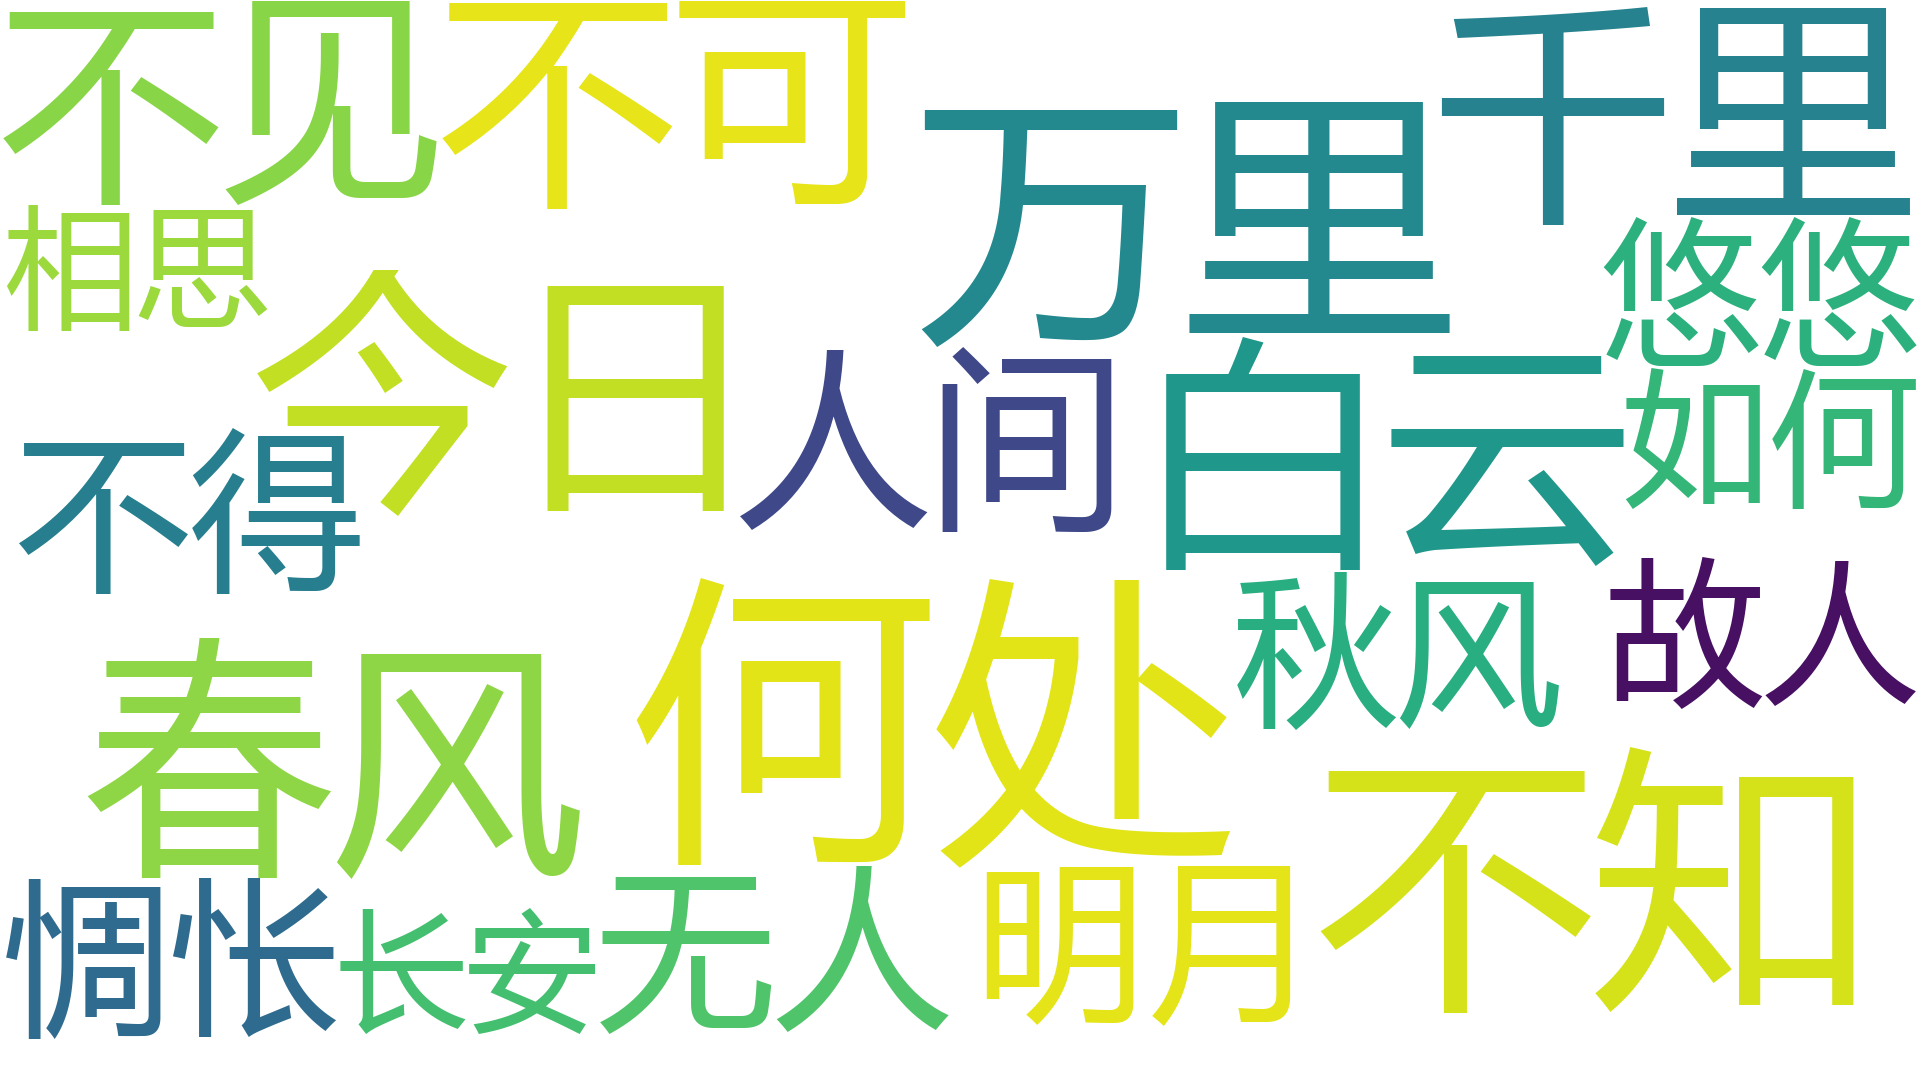 不见
不可
千里
万里
相思
悠悠
今日
人间
白云
如何
不得
何处
秋风
故人
春风
不知
惆怅
长安
无人
明月